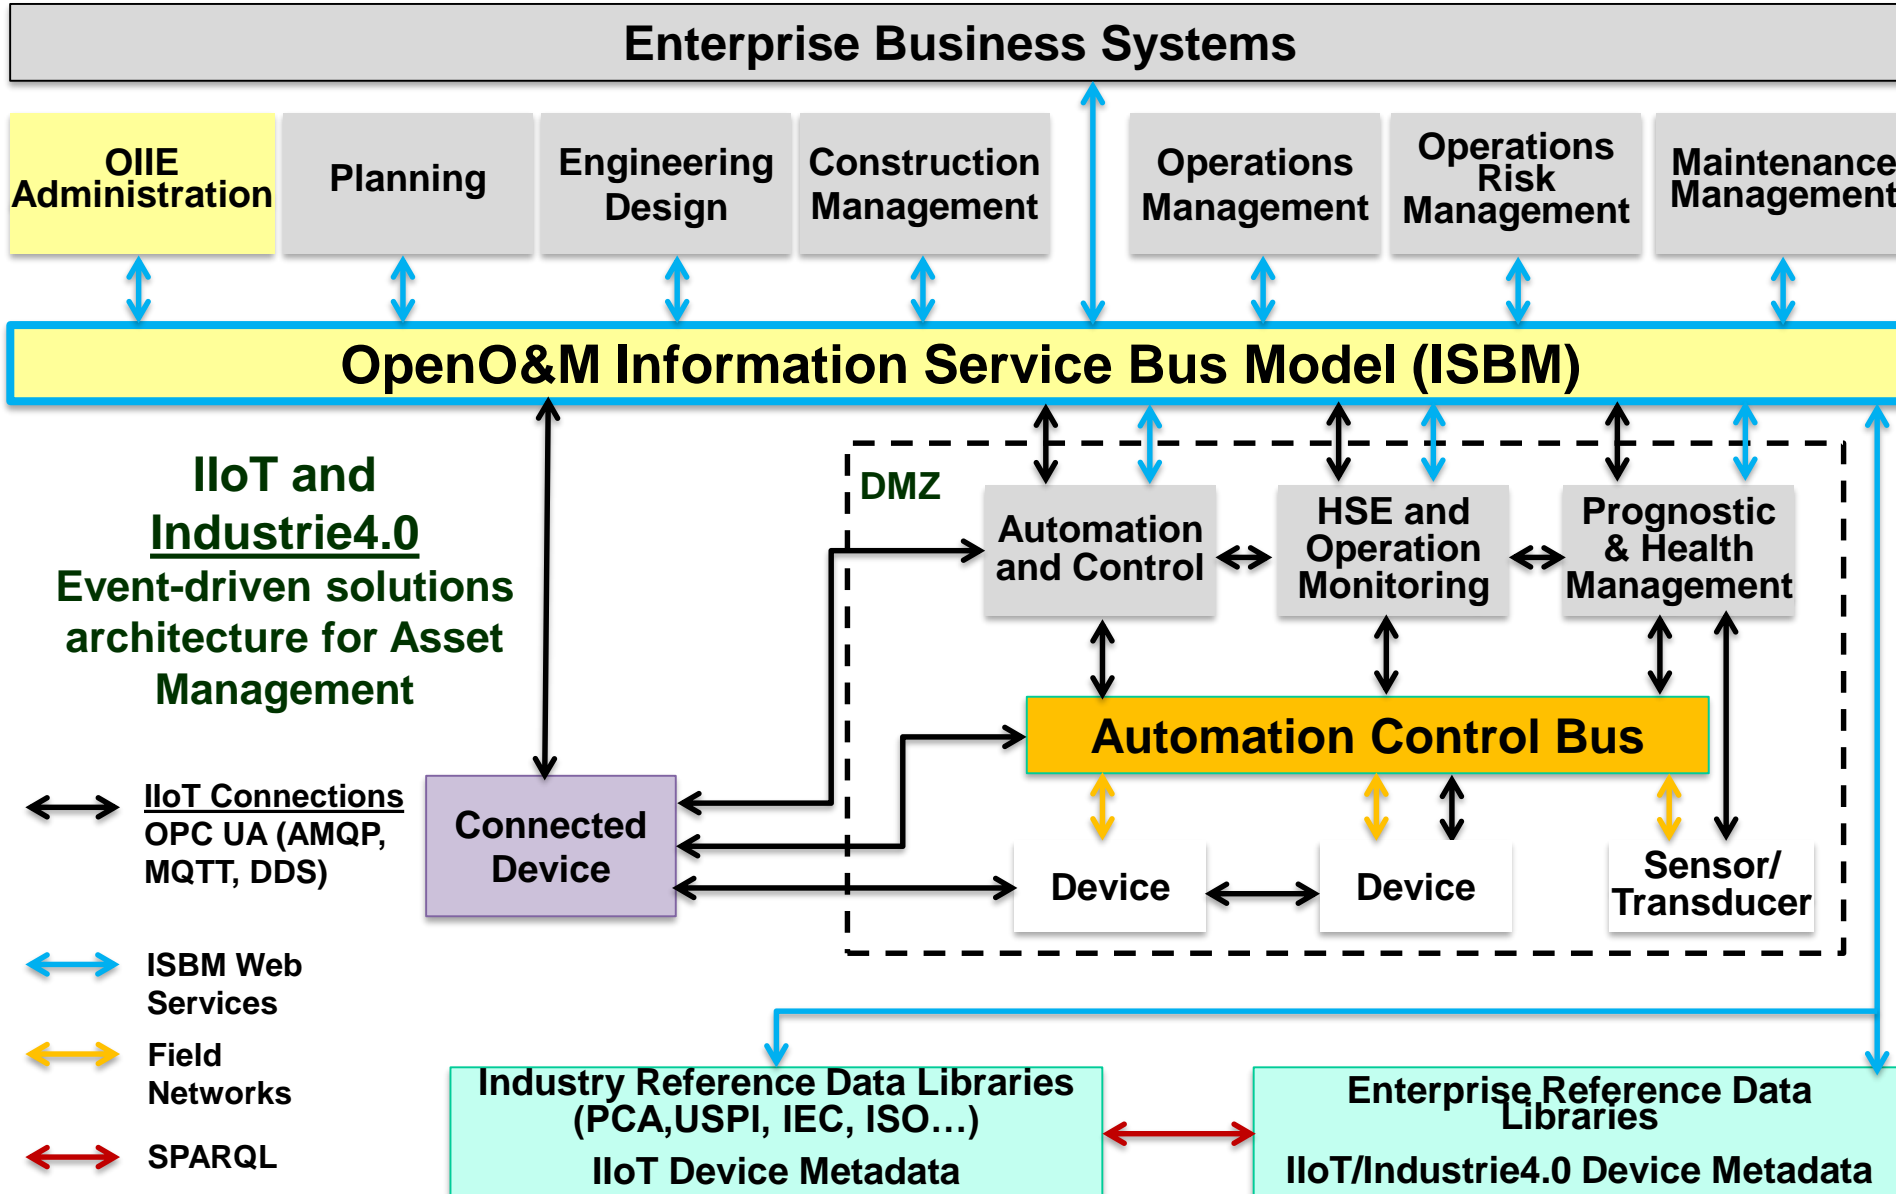 Enterprise Business Systems
OIIE
Administration
Planning
Engineering
Design
Construction
Management
Operations
Management
Operations
Risk
Management
Maintenance
Management
OpenO&M Information Service Bus Model (ISBM)
IIoT and
Industrie4.0
Event-driven solutions
architecture for Asset
Management
DMZ
Automation
and Control
HSE and
Operation
Monitoring
Prognostic
& Health
Management
Automation Control Bus
Connected
Device
Device
Device
Sensor/
Transducer
IIoT Connections
OPC UA (AMQP,
MQTT, DDS)
ISBM Web
Services
Field
Networks
SPARQL
Industry Reference Data Libraries
(PCA,USPI, IEC, ISO…)
IIoT Device Metadata
Enterprise Reference Data
Libraries
IIoT/Industrie4.0 Device Metadata